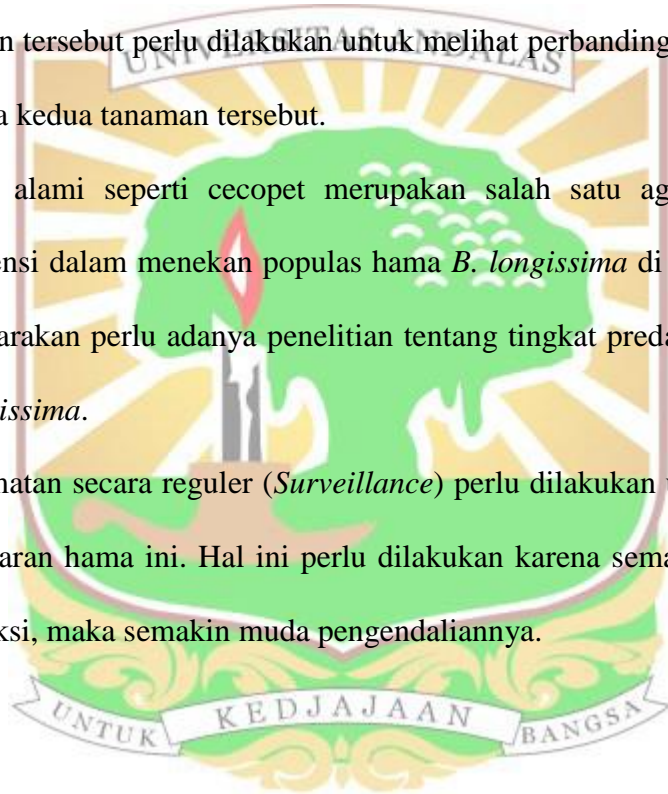 n tersebut perlu dilakukan untuk melihat perbanding
UNIVERSITAS ANDALAS
a kedua tanaman tersebut.
alami seperti cecopet merupakan salah satu ag
ensi dalam menekan populas hama B. longissima di
arakan perlu adanya penelitian tentang tingkat preda
issima.
natan secara reguler (Surveillance) perlu dilakukan u
aran hama ini. Hal ini perlu dilakukan karena sema
ksi, maka semakin muda pengendaliannya.
UNTUK KEDJAJAAN BANGSA